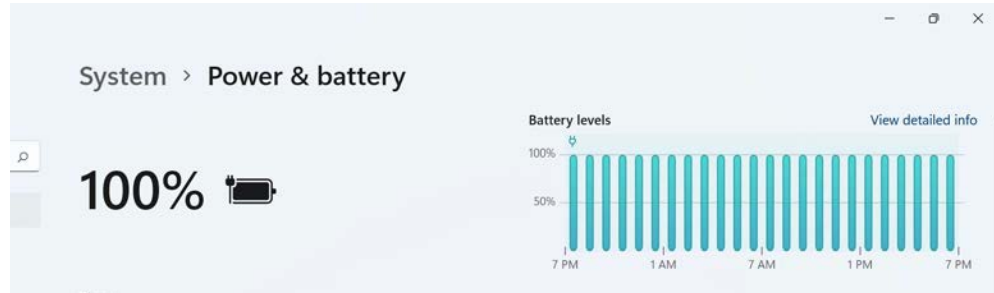 System > Power & battery
Battery levels
View detailed info
100%
100%
50%
7 PM
1 AM
7 AM
1 PM
7 PM